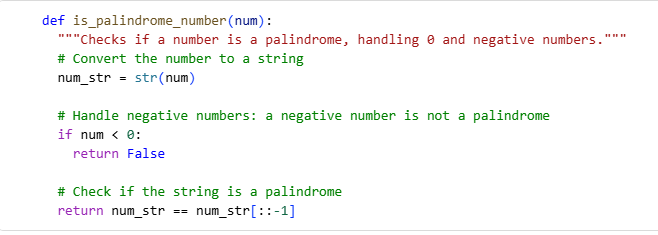 def is_palindrome_number(num):
"""Checks if a number is a palindrome, handling 0 and negative numbers."""
# Convert the number to a string
num_str = str(num)
# Handle negative numbers: a negative number is not a palindrome
if num < 0:
return False
# Check if the string is a palindrome
return num_str == num_str[::-1]